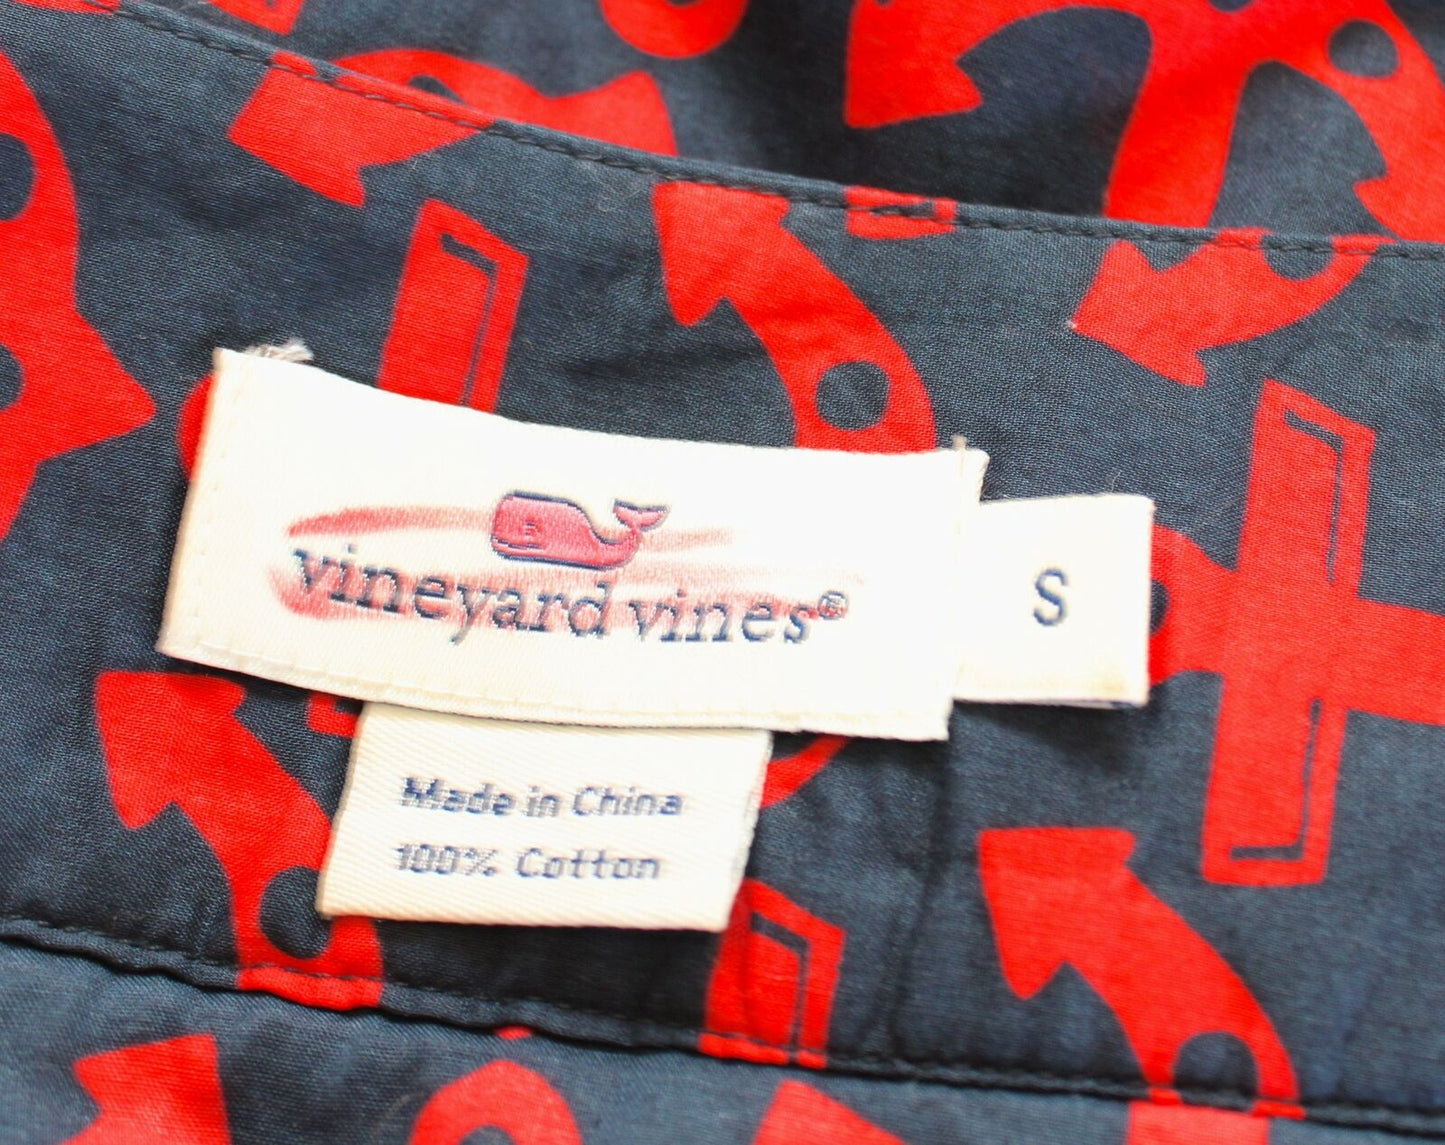 vineyard vines®
S
Made in China
100% Cotton